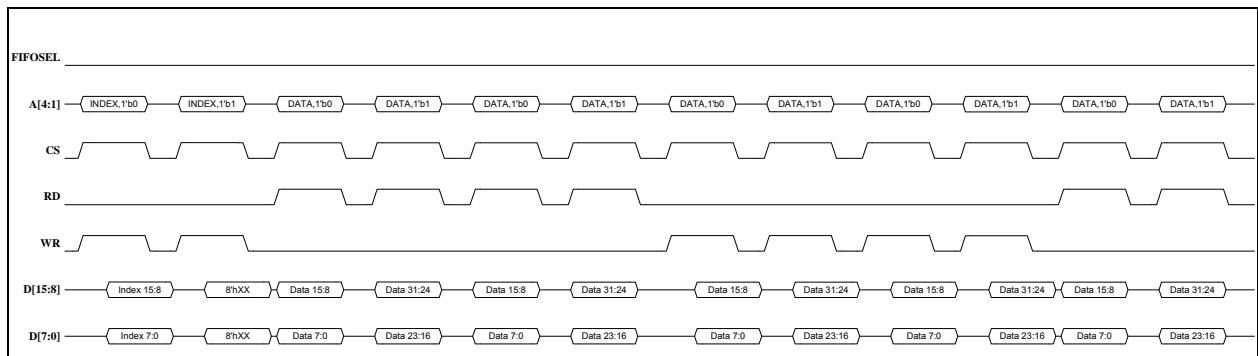 FIFOSEL
A[4:1] INDEX,1'b0 INDEX,1'b1 DATA,1'b0 DATA,1'b1 DATA,1'b0 DATA,1'b1 DATA,1'b0 DATA,1'b1 DATA,1'b0 DATA,1'b1 DATA,1'b0 DATA,1'b1
CS
RD
WR
D[15:8] Index 15:8 8'hXX Data 15:8 Data 31:24 Data 15:8 Data 31:24 Data 15:8 Data 31:24 Data 15:8 Data 31:24 Data 15:8 Data 31:24
D[7:0] Index 7:0 8'hXX Data 7:0 Data 23:16 Data 7:0 Data 23:16 Data 7:0 Data 23:16 Data 7:0 Data 23:16 Data 7:0 Data 23:16